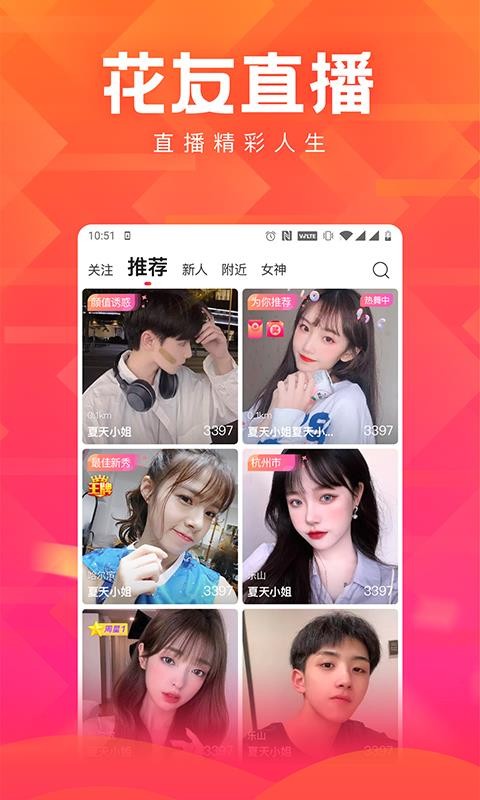 花友直播
直播精彩人生
10:51
VoLTE
关注 推荐 新人 附近 女神
颜值诱惑
0.1km
夏天小姐 3397
为你推荐 热舞中
0.1km
夏天小姐夏天小... 3397
最佳新秀
王牌
哈尔滨
夏天小姐 3397
杭州市
乐山
夏天小姐 3397
周星1
乐山
夏天小姐 3397
乐山
夏天小姐 3397